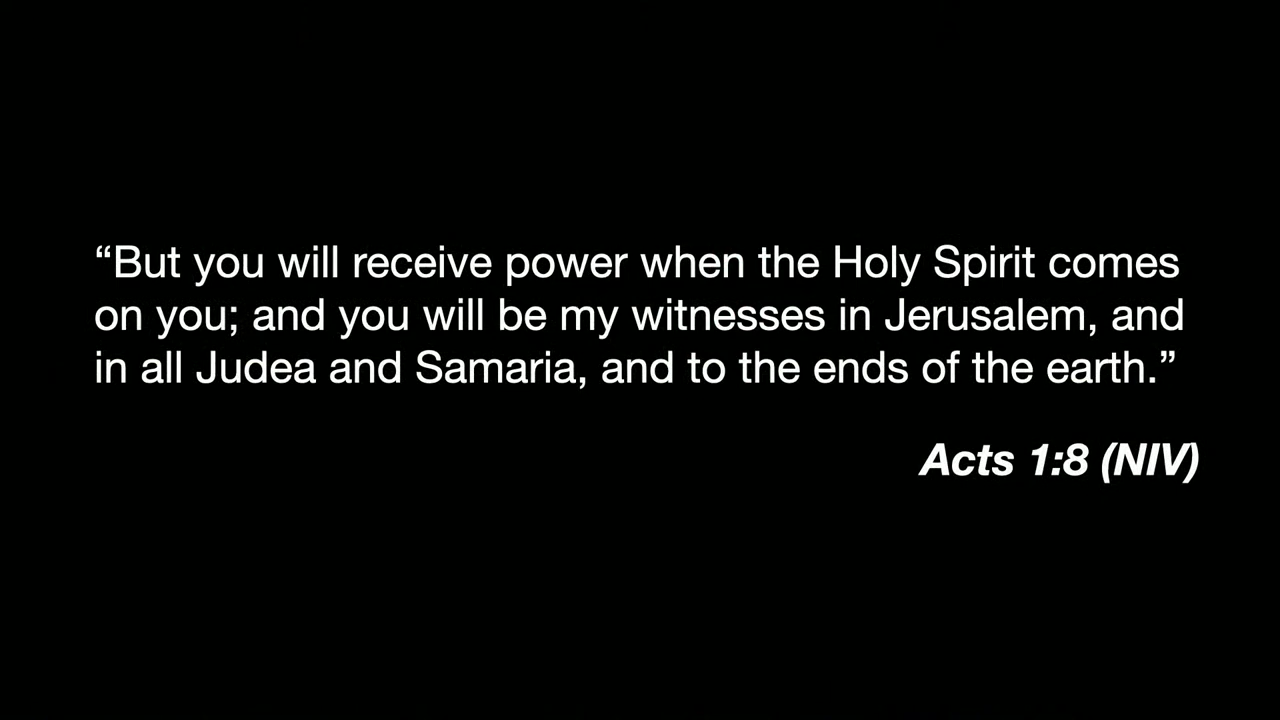 “But you will receive power when the Holy Spirit comes
on you; and you will be my witnesses in Jerusalem, and
in all Judea and Samaria, and to the ends of the earth.”
Acts 1:8 (NIV)